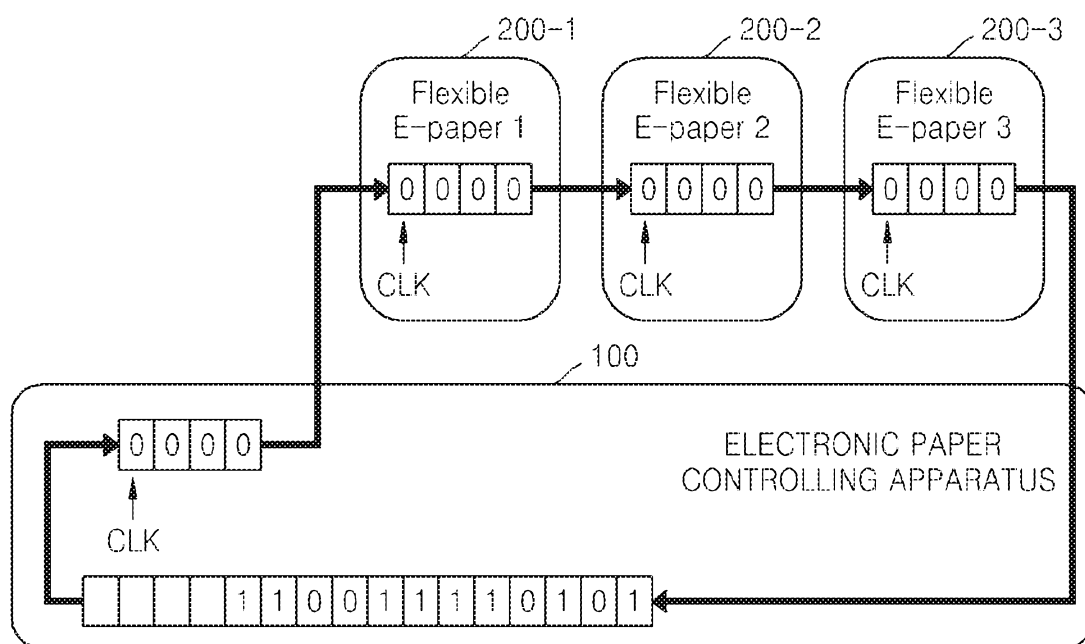 200-1
200-2
200-3
Flexible
E-paper 1
Flexible
E-paper 2
Flexible
E-paper 3
0 0 0 0
0 0 0 0
0 0 0 0
CLK
CLK
CLK
100
0 0 0 0
ELECTRONIC PAPER
CONTROLLING APPARATUS
CLK
1 1 0 0 1 1 1 1 0 1 0 1